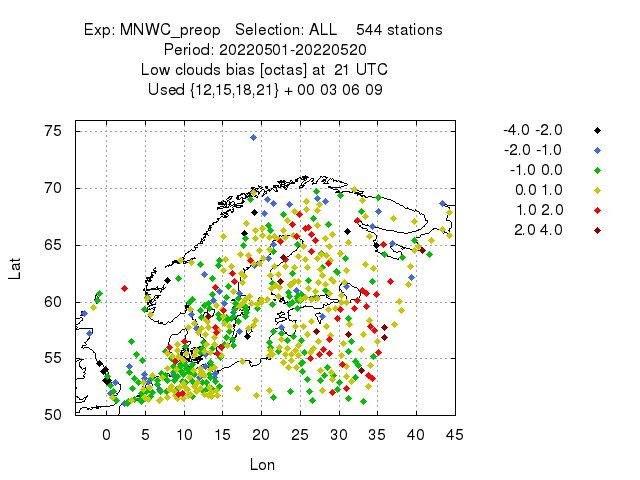 Exp: MNWC_preop   Selection: ALL    544 stations
Period: 20220501-20220520
Low clouds bias [octas] at  21 UTC
Used {12,15,18,21} + 00 03 06 09
-4.0 -2.0
-2.0 -1.0
-1.0 0.0
0.0 1.0
1.0 2.0
2.0 4.0
75
70
65
60
55
50
Lat
0 5 10 15 20 25 30 35 40 45
Lon